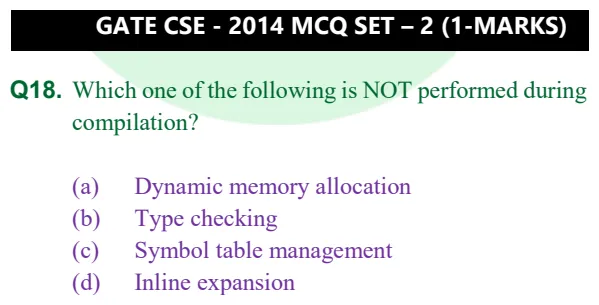 GATE CSE - 2014 MCQ SET – 2 (1-MARKS)
Q18. Which one of the following is NOT performed during
compilation?
(a) Dynamic memory allocation
(b) Type checking
(c) Symbol table management
(d) Inline expansion